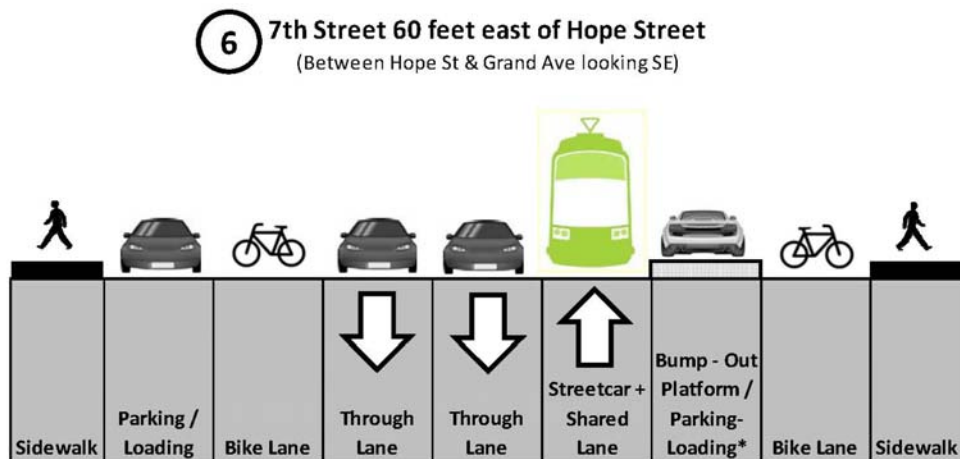 6
7th Street 60 feet east of Hope Street
(Between Hope St & Grand Ave looking SE)
Sidewalk
Parking /
Loading
Bike Lane
Through
Lane
Through
Lane
Streetcar +
Shared
Lane
Bump - Out
Platform /
Parking-
Loading*
Bike Lane
Sidewalk